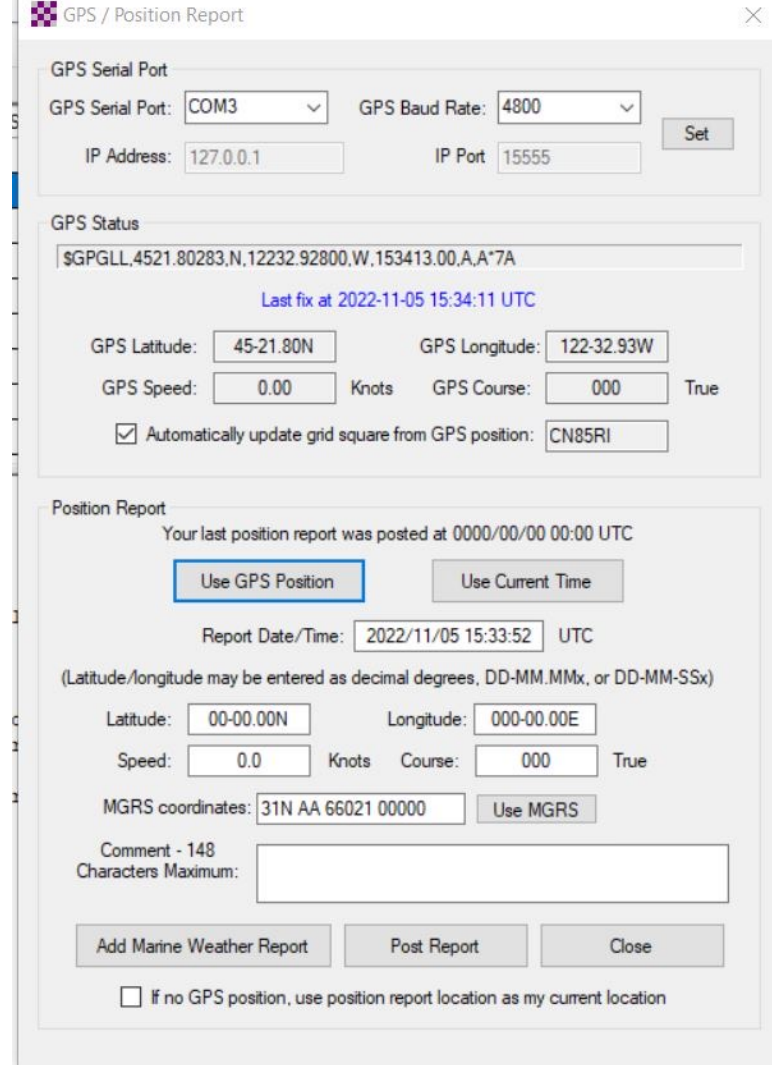 GPS / Position Report
GPS Serial Port
GPS Serial Port: COM3 GPS Baud Rate: 4800
Set
IP Address: 127.0.0.1 IP Port 15555
GPS Status
$GPGLL,4521.80283,N,12232.92800,W,153413.00,A,A*7A
Last fix at 2022-11-05 15:34:11 UTC
GPS Latitude: 45-21.80N GPS Longitude: 122-32.93W
GPS Speed: 0.00 Knots GPS Course: 000 True
Automatically update grid square from GPS position: CN85RI
Position Report
Your last position report was posted at 0000/00/00 00:00 UTC
Use GPS Position Use Current Time
Report Date/Time: 2022/11/05 15:33:52 UTC
(Latitude/longitude may be entered as decimal degrees, DD-MM.MMx, or DD-MM-SSx)
Latitude: 00-00.00N Longitude: 000-00.00E
Speed: 0.0 Knots Course: 000 True
MGRS coordinates: 31N AA 66021 00000 Use MGRS
Comment - 148
Characters Maximum:
Add Marine Weather Report Post Report Close
If no GPS position, use position report location as my current location